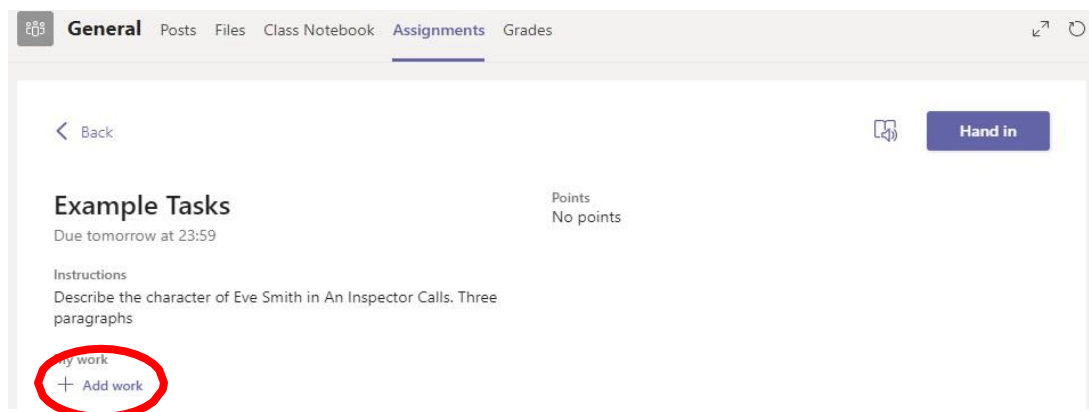 General Posts Files Class Notebook Assignments Grades
Back
Hand in
Example Tasks
Due tomorrow at 23:59
Points
No points
Instructions
Describe the character of Eve Smith in An Inspector Calls. Three
paragraphs
My work
+ Add work